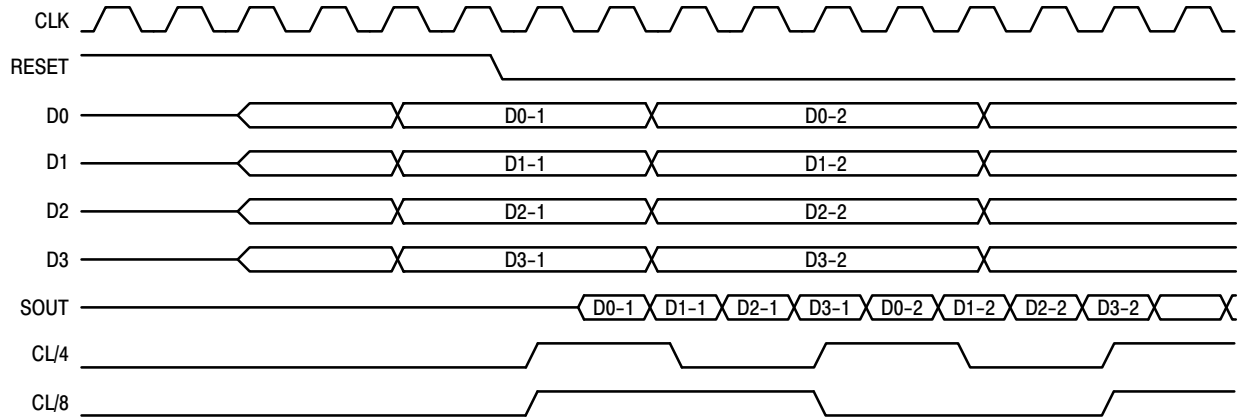 CLK
RESET
D0 D0-1 D0-2
D1 D1-1 D1-2
D2 D2-1 D2-2
D3 D3-1 D3-2
SOUT D0-1 D1-1 D2-1 D3-1 D0-2 D1-2 D2-2 D3-2
CL/4
CL/8